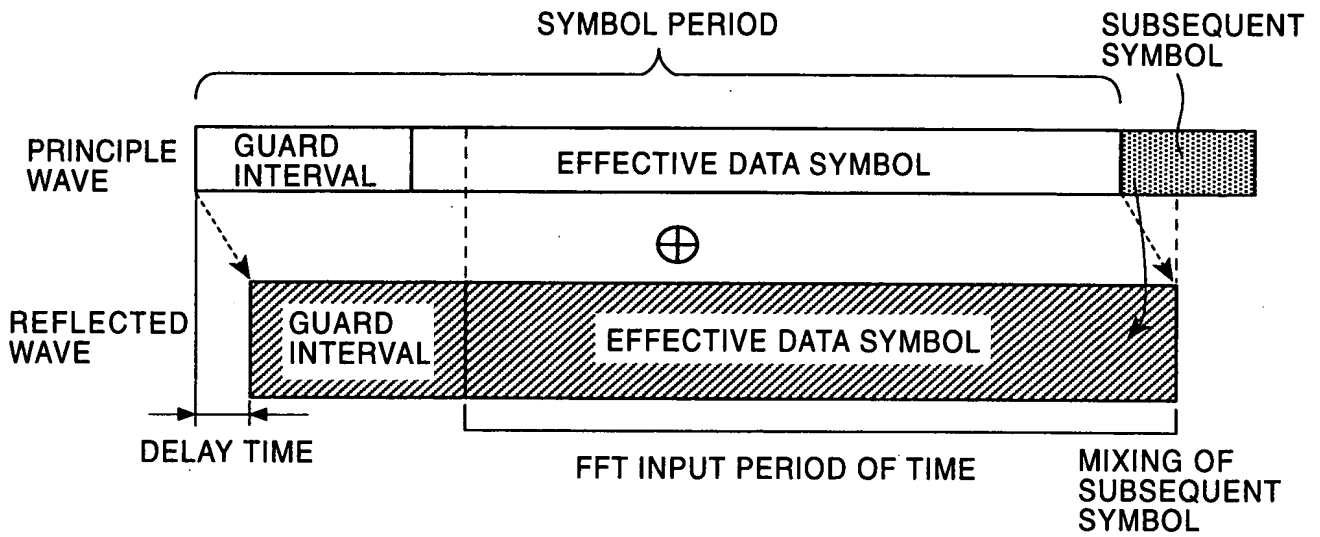 SYMBOL PERIOD
SUBSEQUENT
SYMBOL
PRINCIPLE
WAVE
GUARD
INTERVAL
EFFECTIVE DATA SYMBOL
REFLECTED
WAVE
GUARD
INTERVAL
EFFECTIVE DATA SYMBOL
DELAY TIME
FFT INPUT PERIOD OF TIME
MIXING OF
SUBSEQUENT
SYMBOL